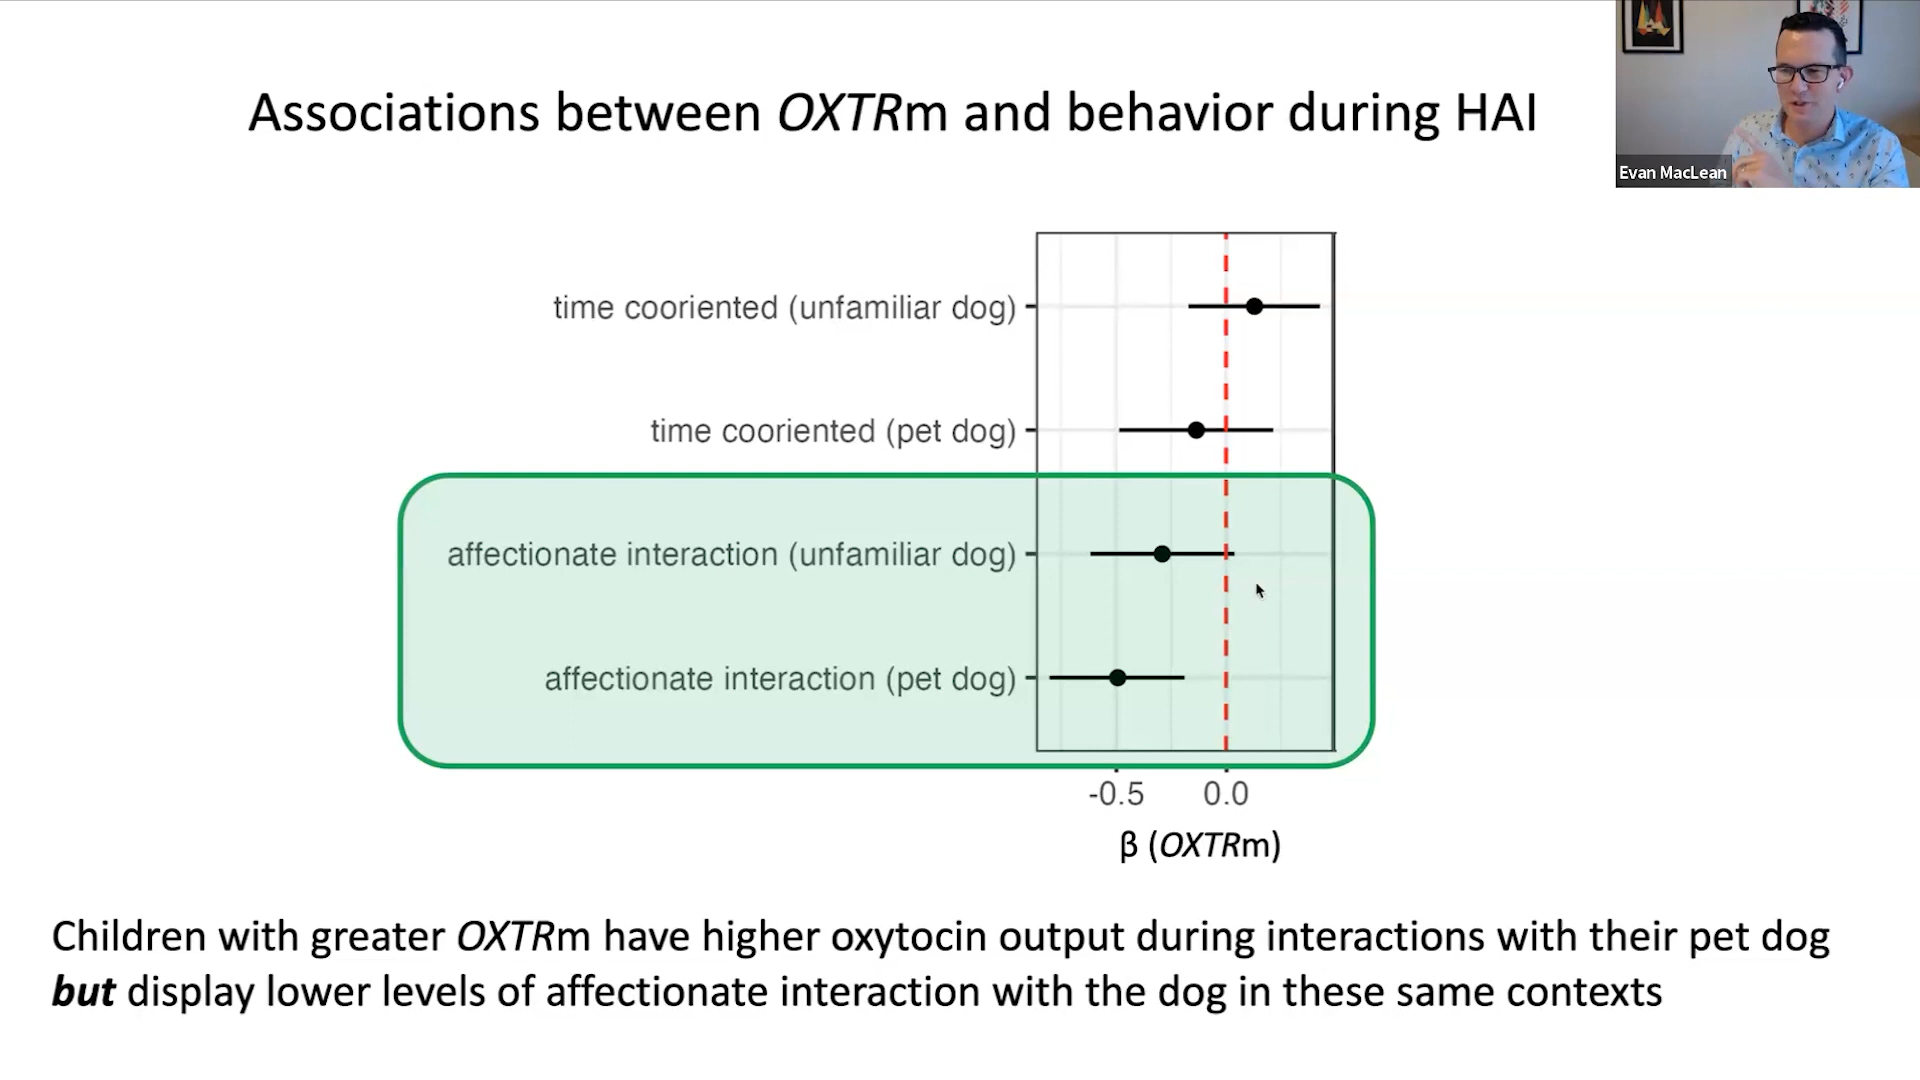 Associations between OXTRm and behavior during HAI
Evan MacLean
time cooriented (unfamiliar dog)
time cooriented (pet dog)
affectionate interaction (unfamiliar dog)
affectionate interaction (pet dog)
-0.5 0.0
β (OXTRm)
Children with greater OXTRm have higher oxytocin output during interactions with their pet dog
but display lower levels of affectionate interaction with the dog in these same contexts